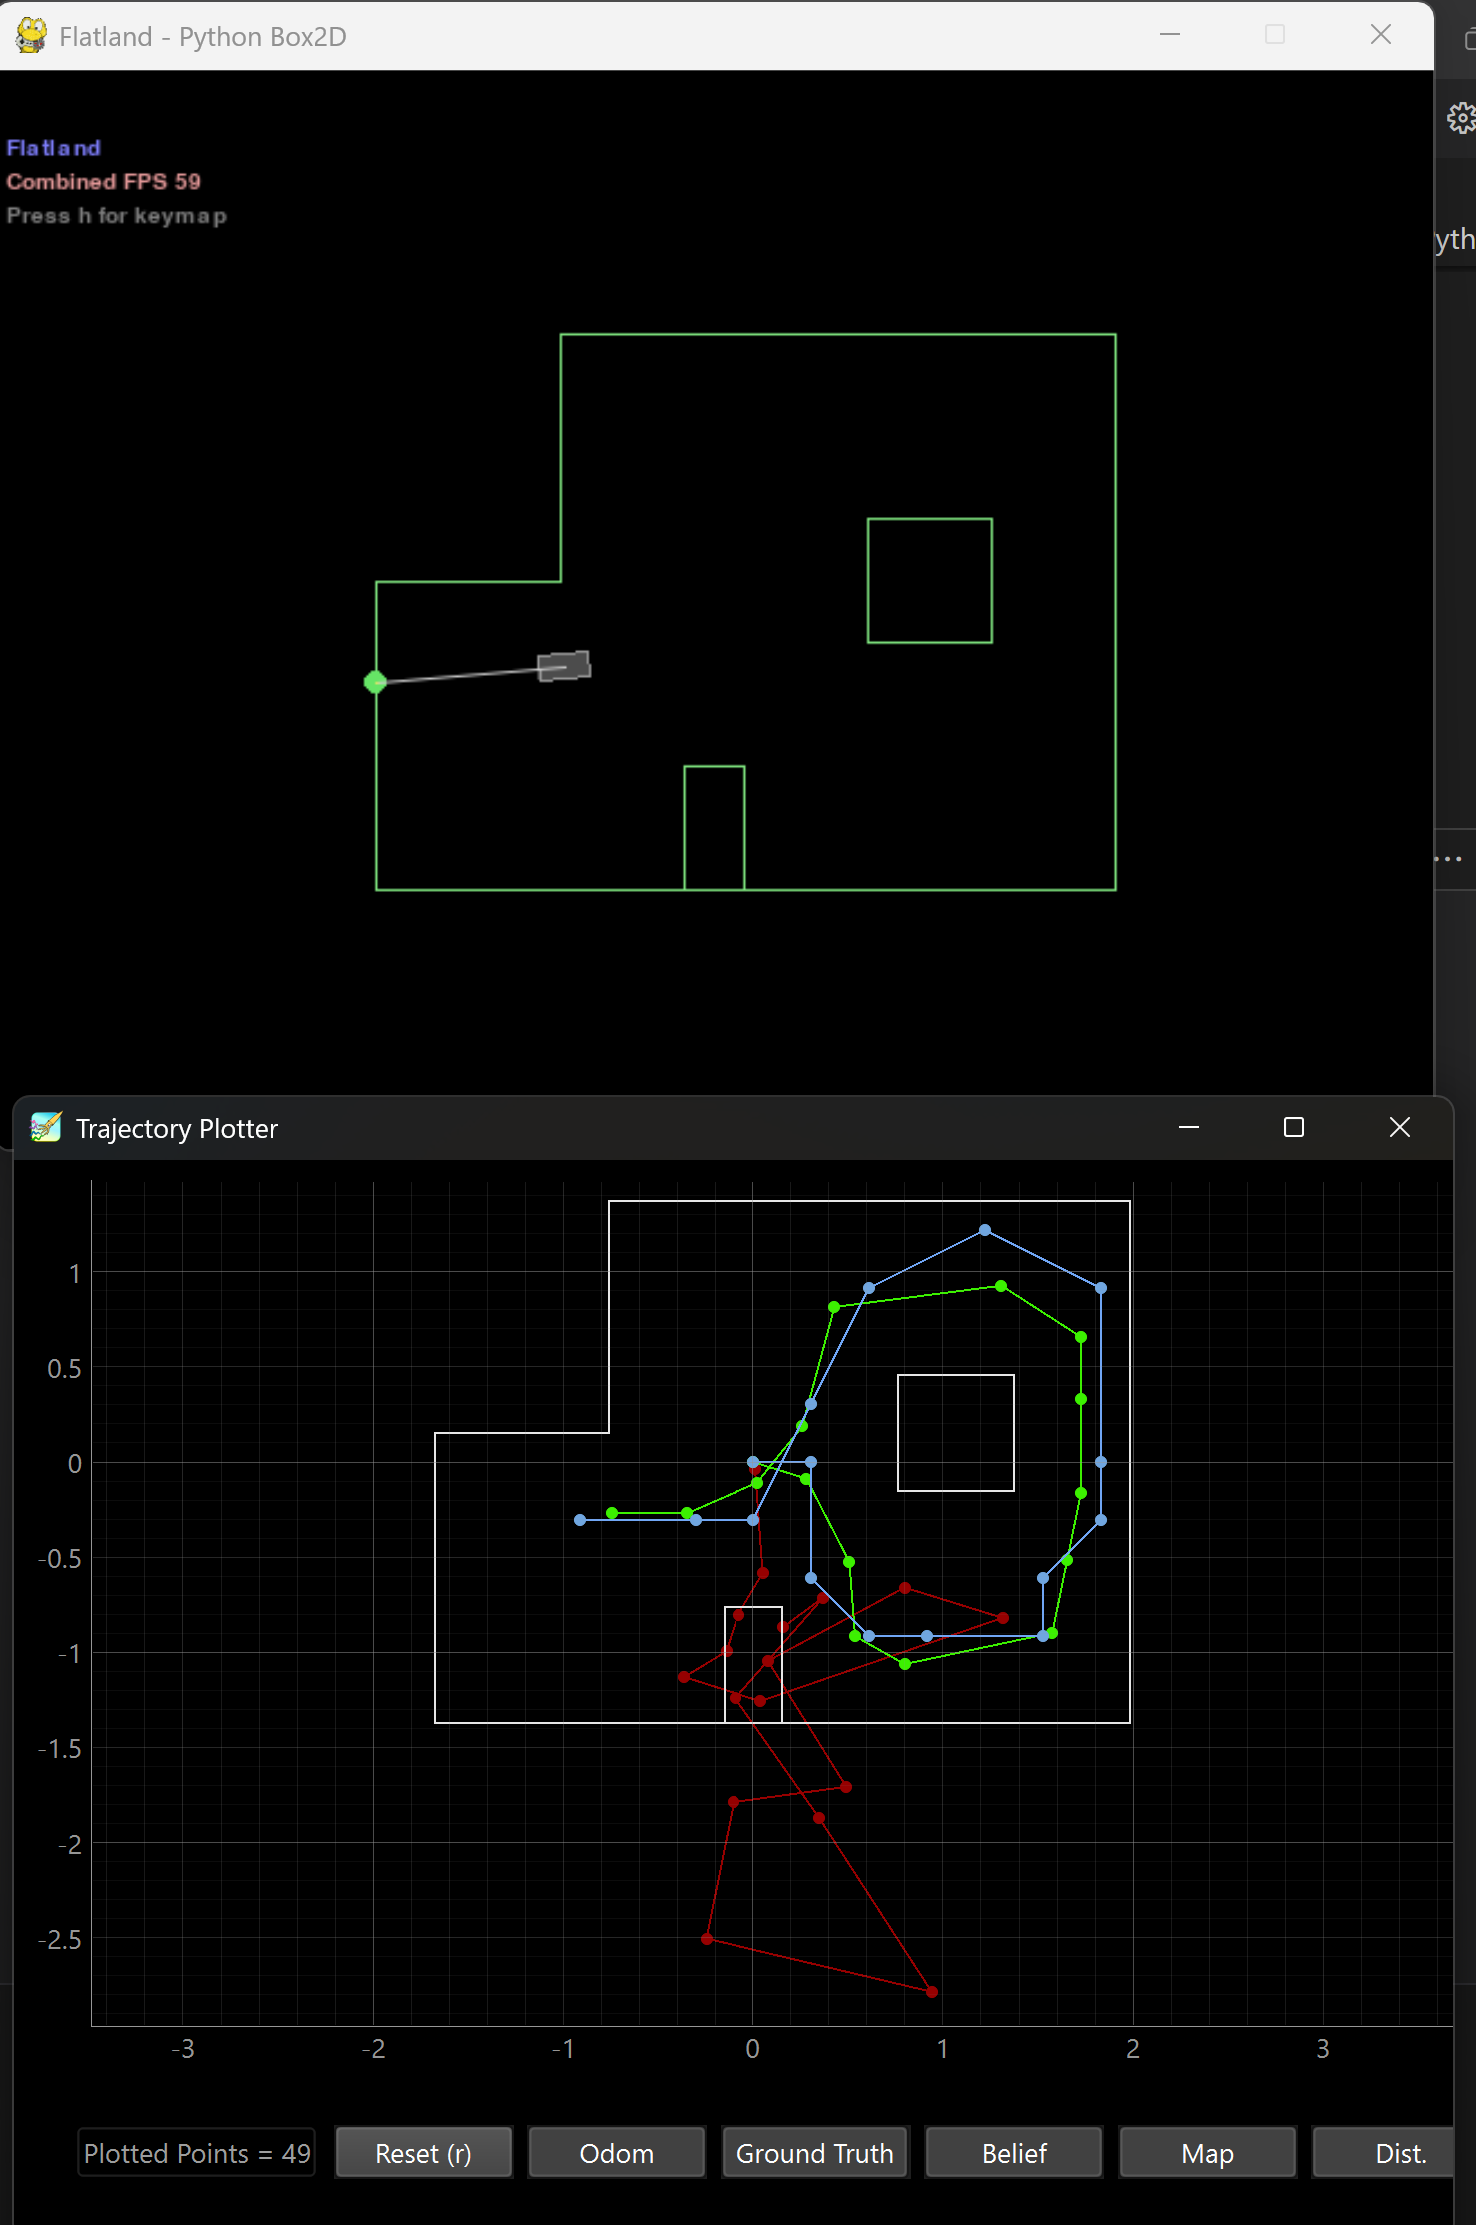 Flatland - Python Box2D
yth
Flatland
Combined FPS 59
Press h for keymap
...
Trajectory Plotter
1
0.5
0
-0.5
-1
-1.5
-2
-2.5
-3
-2
-1
0
1
2
3
Plotted Points = 49
Reset (r)
Odom
Ground Truth
Belief
Map
Dist.